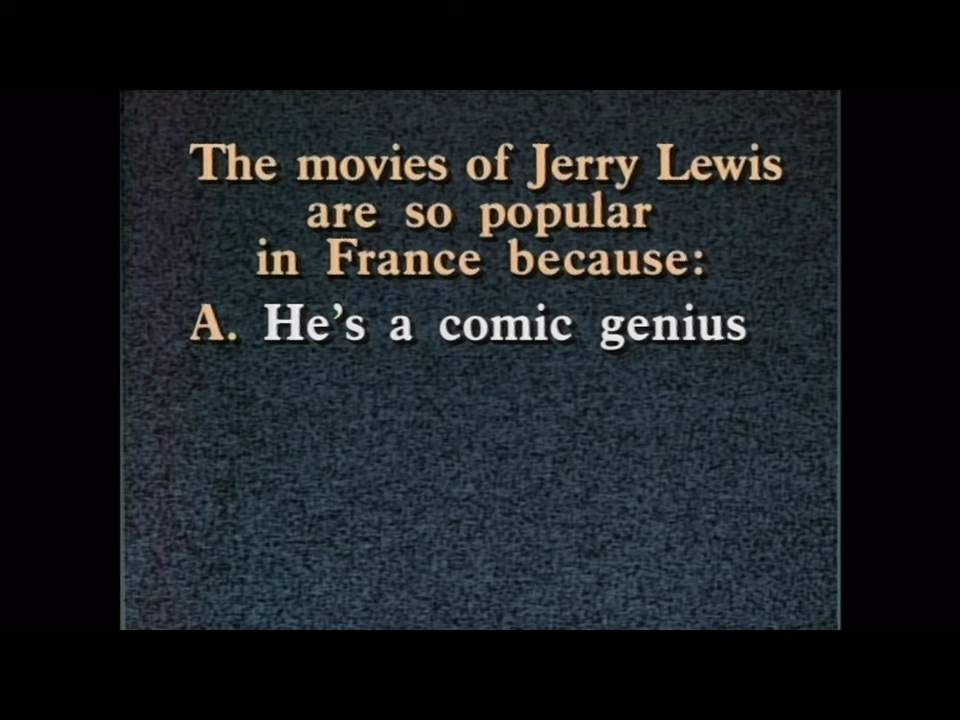 The movies of Jerry Lewis
are so popular
in France because:
A. He's a comic genius